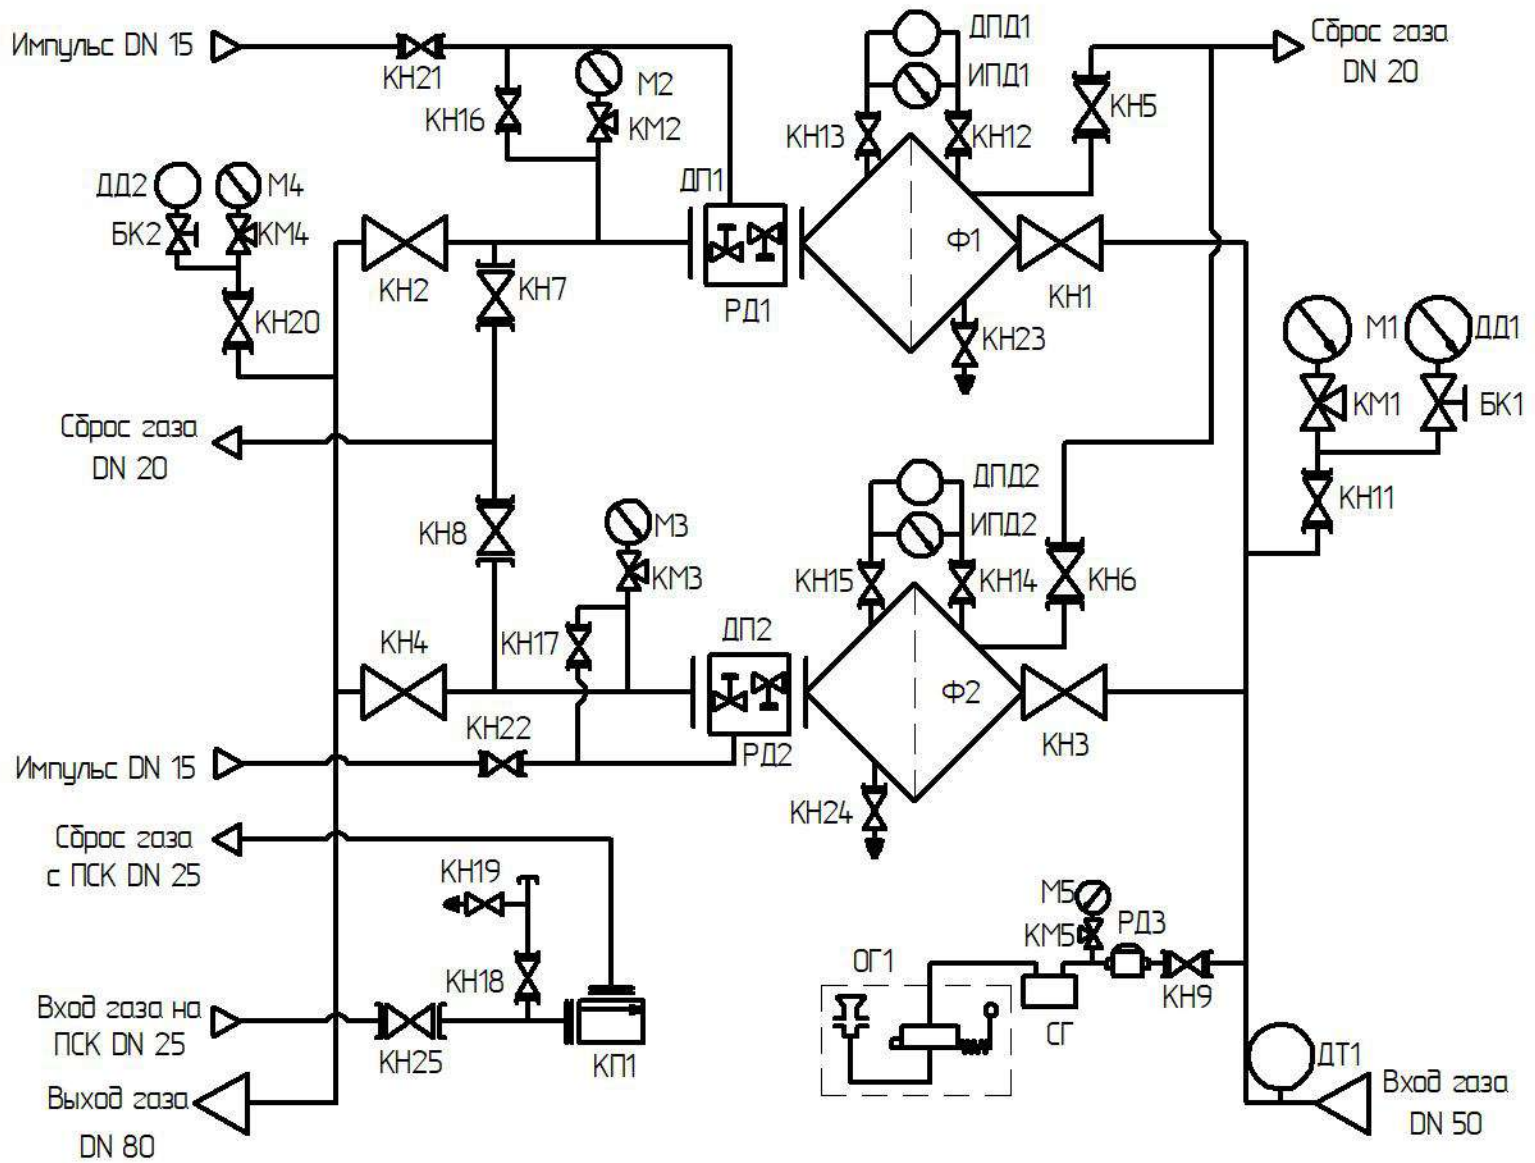 Импульс DN 15
КН21
КН16
М2
КМ2
ДПД1
ИПД1
КН13
КН12
КН5
Сброс газа
DN 20
ДД2
М4
БК2
КМ4
КН20
КН2
КН7
ДП1
РД1
Ф1
КН1
КН23
М1
ДД1
КМ1
БК1
КН11
Сброс газа
DN 20
КН8
М3
КМ3
КН17
ДПД2
ИПД2
КН15
КН14
КН6
КН4
ДП2
РД2
Ф2
КН3
КН22
Импульс DN 15
КН24
Сброс газа
с ПСК DN 25
КН19
КН18
Вход газа на
ПСК DN 25
КН25
КП1
М5
КМ5
РД3
ОГ1
СГ
КН9
ДТ1
Выход газа
DN 80
Вход газа
DN 50